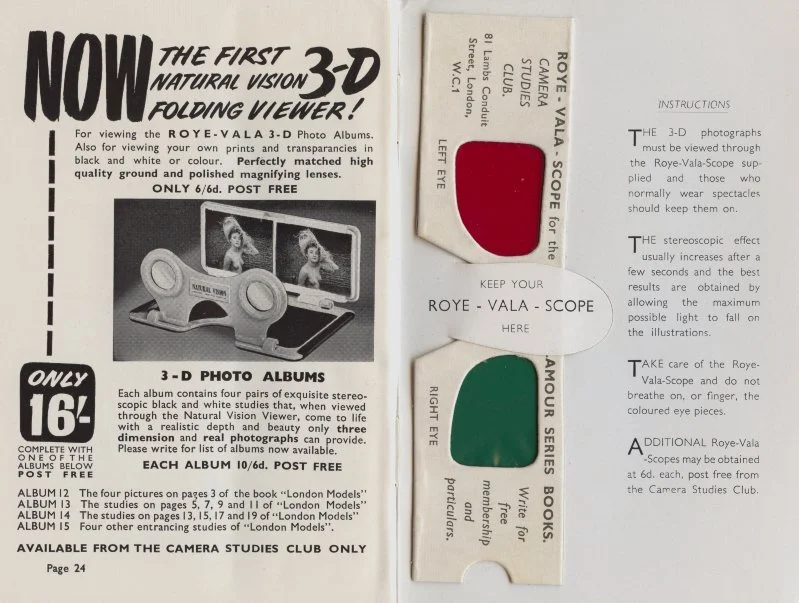 NOW THE FIRST
NATURAL VISION 3-D
FOLDING VIEWER!
For viewing the ROYE-VALA 3-D Photo Albums.
Also for viewing your own prints and transparancies in
black and white or colour. Perfectly matched high
quality ground and polished magnifying lenses.
ONLY 6/6d. POST FREE
NATURAL VISION
ONLY
16/-
COMPLETE WITH
ONE OF THE
ALBUMS BELOW
POST FREE
3-D PHOTO ALBUMS
Each album contains four pairs of exquisite stereo-
scopic black and white studies that, when viewed
through the Natural Vision Viewer, come to life
with a realistic depth and beauty only three
dimension and real photographs can provide.
Please write for list of albums now available.
EACH ALBUM 10/6d. POST FREE
ALBUM 12 The four pictures on pages 3 of the book "London Models"
ALBUM 13 The studies on pages 5, 7, 9 and 11 of "London Models"
ALBUM 14 The studies on pages 13, 15, 17 and 19 of "London Models"
ALBUM 15 Four other entrancing studies of "London Models".
AVAILABLE FROM THE CAMERA STUDIES CLUB ONLY
Page 24
ROYE - VALA - SCOPE for the
CAMERA
STUDIES
CLUB.
81 Lambs Conduit
Street, London,
W.C.1
LEFT EYE
KEEP YOUR
ROYE - VALA - SCOPE
HERE
AMOUR SERIES BOOKS.
RIGHT EYE
Write for
free
membership
and
particulars.
INSTRUCTIONS
THE 3-D photographs
must be viewed through
the Roye-Vala-Scope sup-
plied and those who
normally wear spectacles
should keep them on.
THE stereoscopic effect
usually increases after a
few seconds and the best
results are obtained by
allowing the maximum
possible light to fall on
the illustrations.
TAKE care of the Roye-
Vala-Scope and do not
breathe on, or finger, the
coloured eye pieces.
ADDITIONAL Roye-Vala
-Scopes may be obtained
at 6d. each, post free from
the Camera Studies Club.